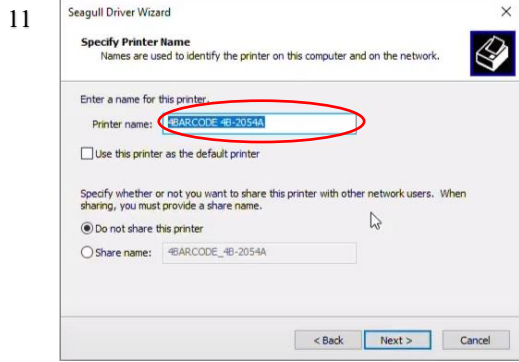 11
Seagull Driver Wizard
Specify Printer Name
Names are used to identify the printer on this computer and on the network.
Enter a name for this printer.
Printer name: 4BARCODE 4B-2054A
Use this printer as the default printer
Specify whether or not you want to share this printer with other network users. When
sharing, you must provide a share name.
Do not share this printer
Share name: 4BARCODE_4B-2054A
< Back Next > Cancel